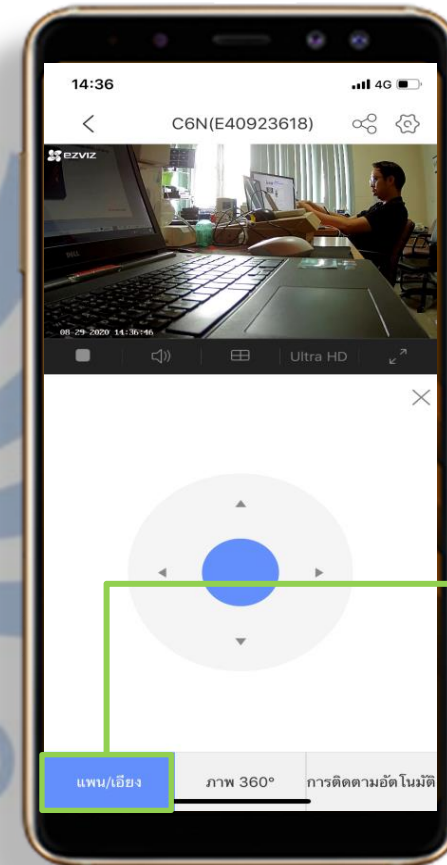 14:36
4G
C6N(E40923618)
ezviz
DELL
08-29-2020 14:36:46
Ultra HD
แพน/เอียง
ภาพ 360°
การติดตามอัตโนมัติ